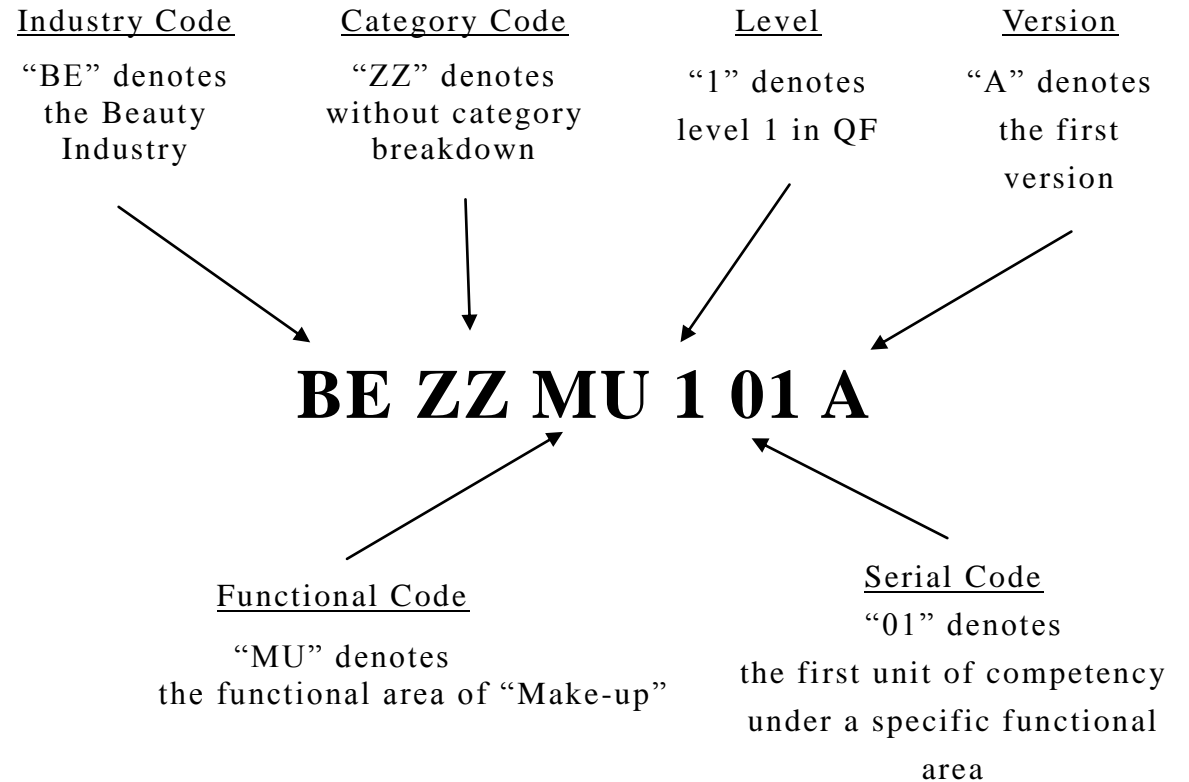 Industry Code
“BE” denotes
the Beauty
Industry
Category Code
“ZZ” denotes
without category
breakdown
Level
“1” denotes
level 1 in QF
Version
“A” denotes
the first
version
BE ZZ MU 1 01 A
Functional Code
“MU” denotes
the functional area of “Make-up”
Serial Code
“01” denotes
the first unit of competency
under a specific functional
area